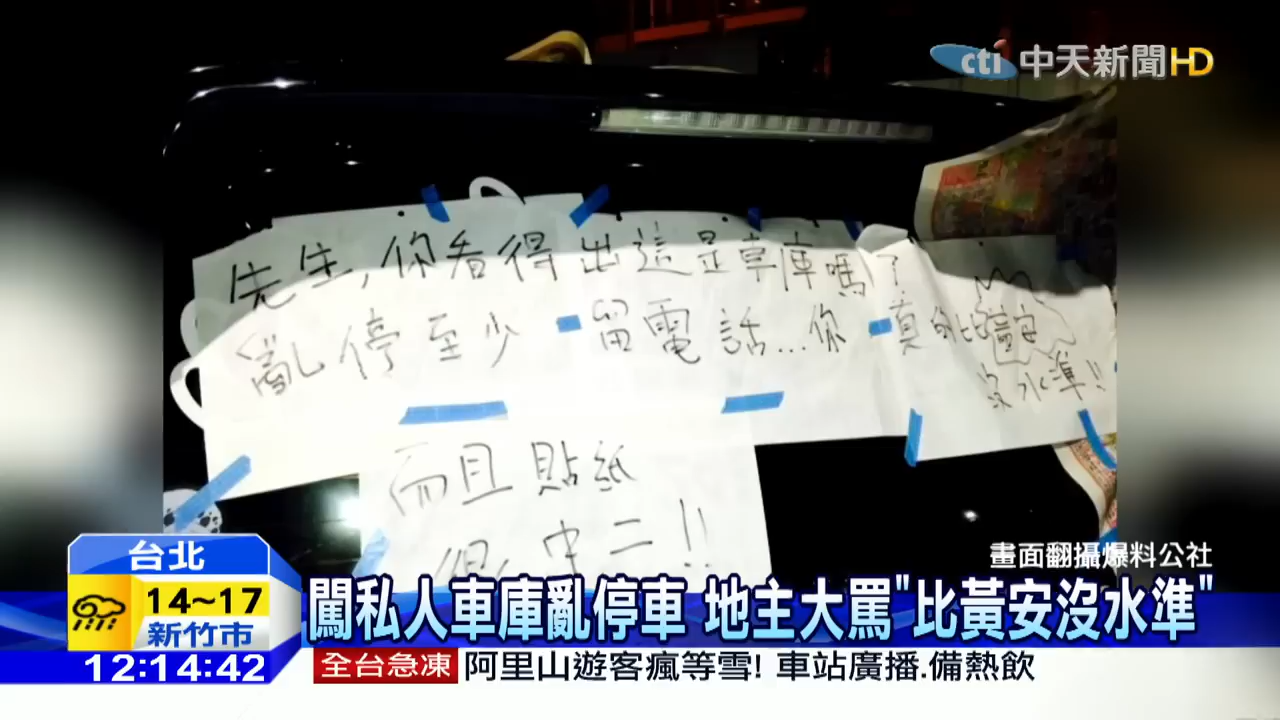 cti 中天新聞HD
先生,你看得出這是車庫嗎?
亂停至少留電話...你真的比黃安
沒水準!!
而且貼紙
很中二!!
畫面翻攝爆料公社
台北
14~17
新竹市
12:14:42
闖私人車庫亂停車 地主大罵"比黃安沒水準"
全台急凍 阿里山遊客瘋等雪! 車站廣播.備熱飲